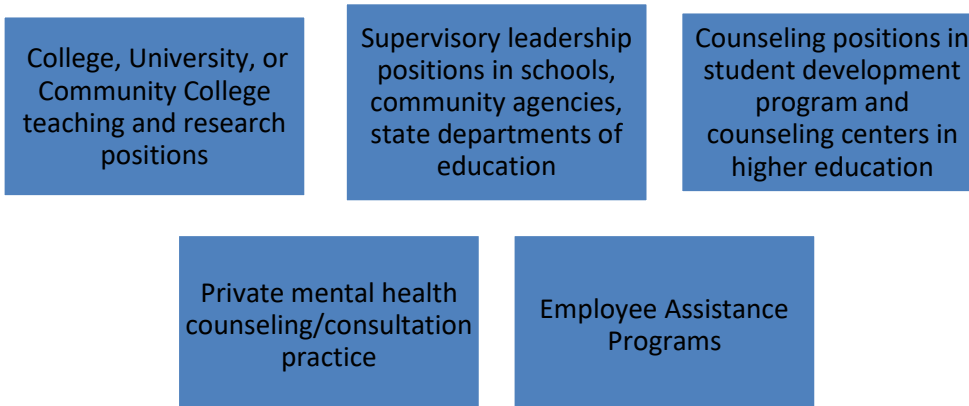 College, University, or
Community College
teaching and research
positions
Supervisory leadership
positions in schools,
community agencies,
state departments of
education
Counseling positions in
student development
program and
counseling centers in
higher education
Private mental health
counseling/consultation
practice
Employee Assistance
Programs